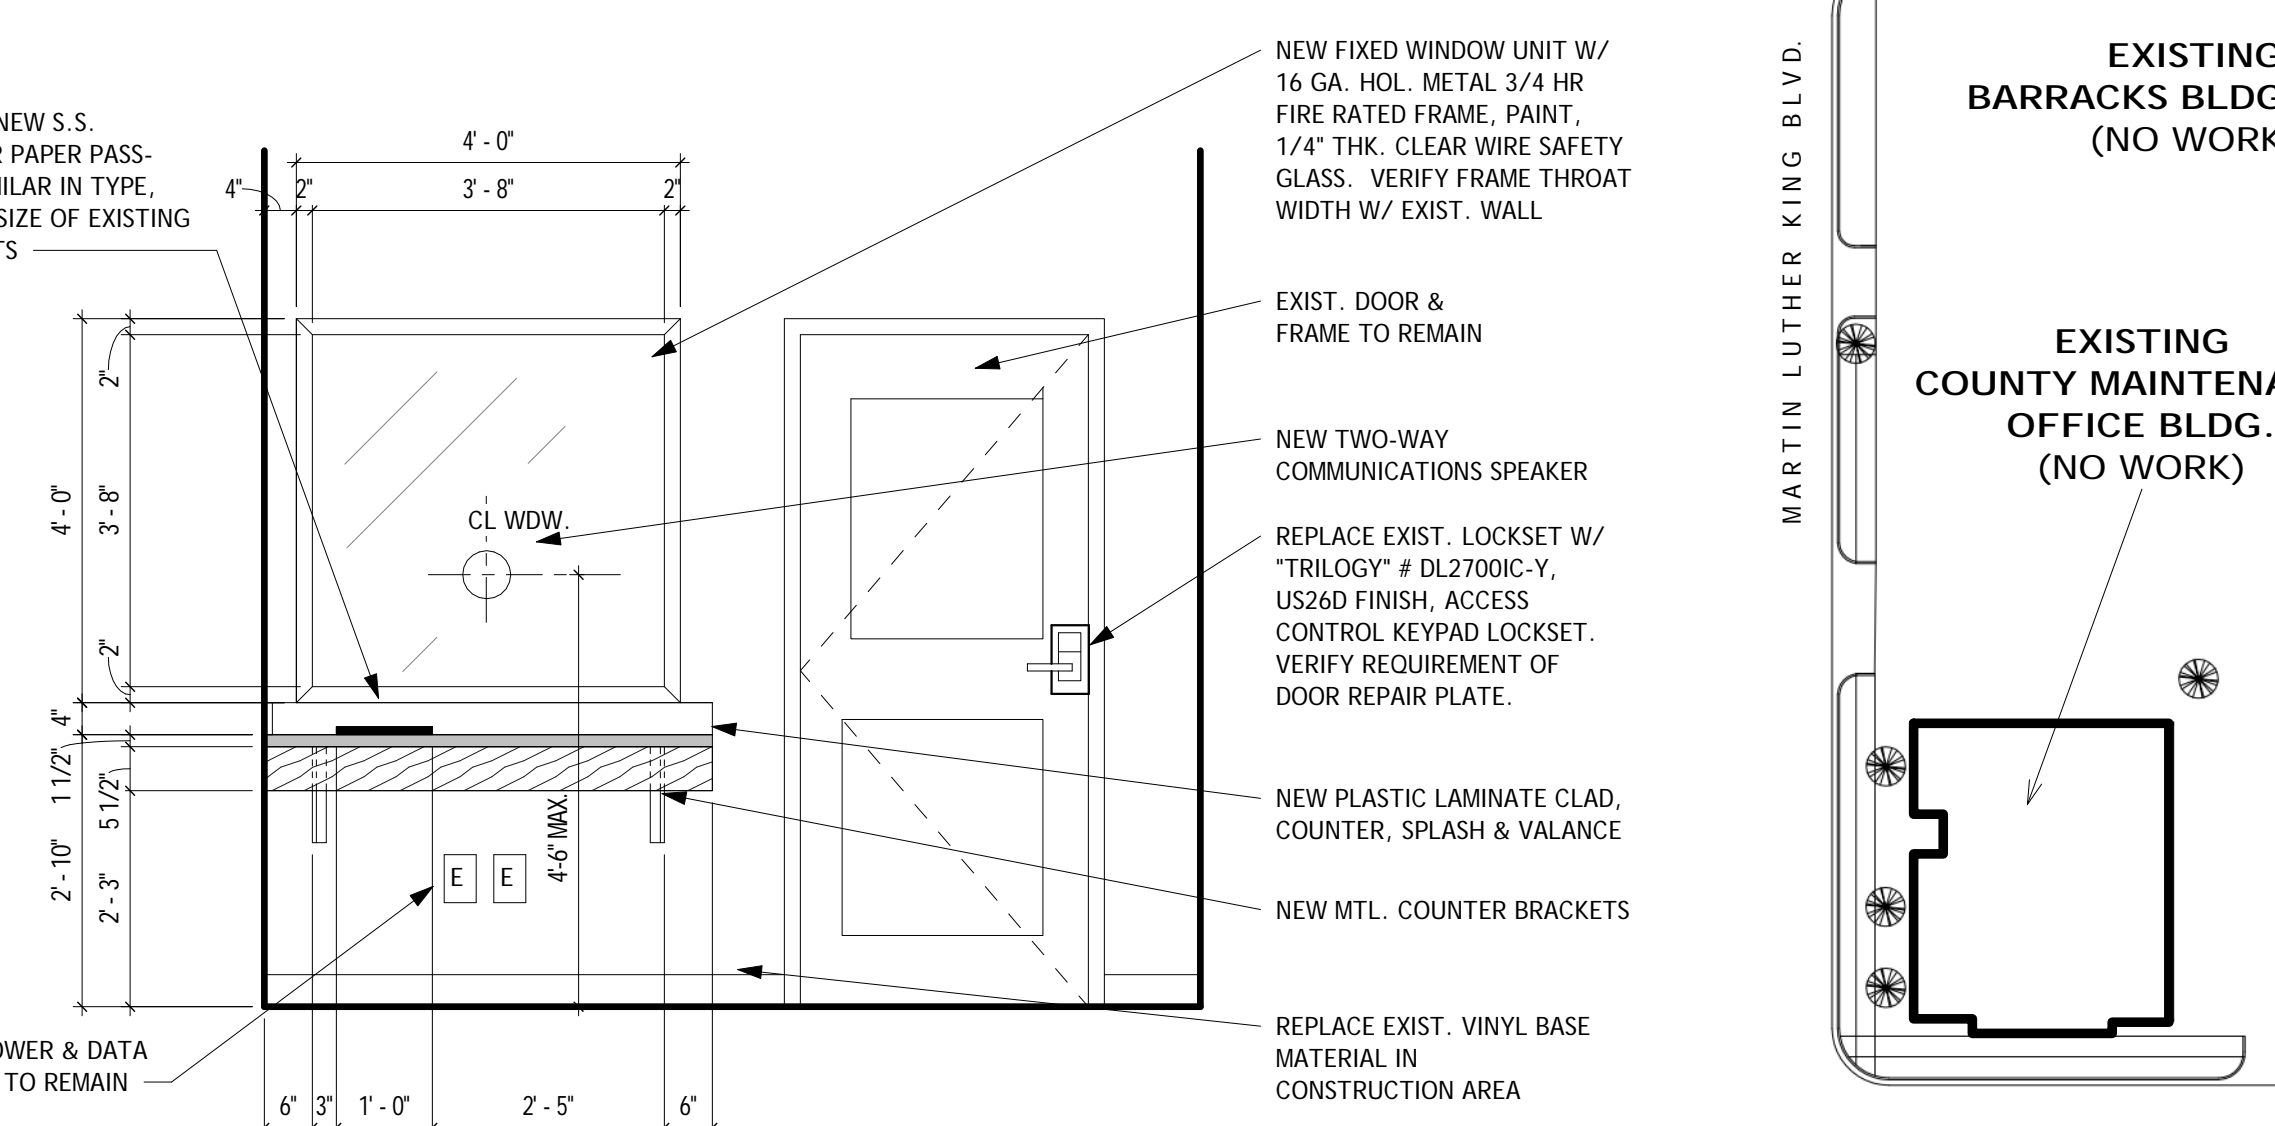 NEW S.S.
R PAPER PASS-
ILAR IN TYPE,
SIZE OF EXISTING
TS
4' - 0"
4"
2"
3' - 8"
2"
NEW FIXED WINDOW UNIT W/
16 GA. HOL. METAL 3/4 HR
FIRE RATED FRAME, PAINT,
1/4" THK. CLEAR WIRE SAFETY
GLASS. VERIFY FRAME THROAT
WIDTH W/ EXIST. WALL
EXIST. DOOR &
FRAME TO REMAIN
NEW TWO-WAY
COMMUNICATIONS SPEAKER
REPLACE EXIST. LOCKSET W/
"TRILOGY" # DL2700IC-Y,
US26D FINISH, ACCESS
CONTROL KEYPAD LOCKSET.
VERIFY REQUIREMENT OF
DOOR REPAIR PLATE.
NEW PLASTIC LAMINATE CLAD,
COUNTER, SPLASH & VALANCE
NEW MTL. COUNTER BRACKETS
REPLACE EXIST. VINYL BASE
MATERIAL IN
CONSTRUCTION AREA
2"
4' - 0"
3' - 8"
2"
4"
1 1/2"
5 1/2"
2' - 10"
2' - 3"
CL WDW.
4'-6" MAX.
E E
OWER & DATA
TO REMAIN
6" 3" 1' - 0" 2' - 5" 6"
MARTIN LUTHER KING BLVD.
EXISTING
BARRACKS BLDG
(NO WORK
EXISTING
COUNTY MAINTENA
OFFICE BLDG.
(NO WORK)